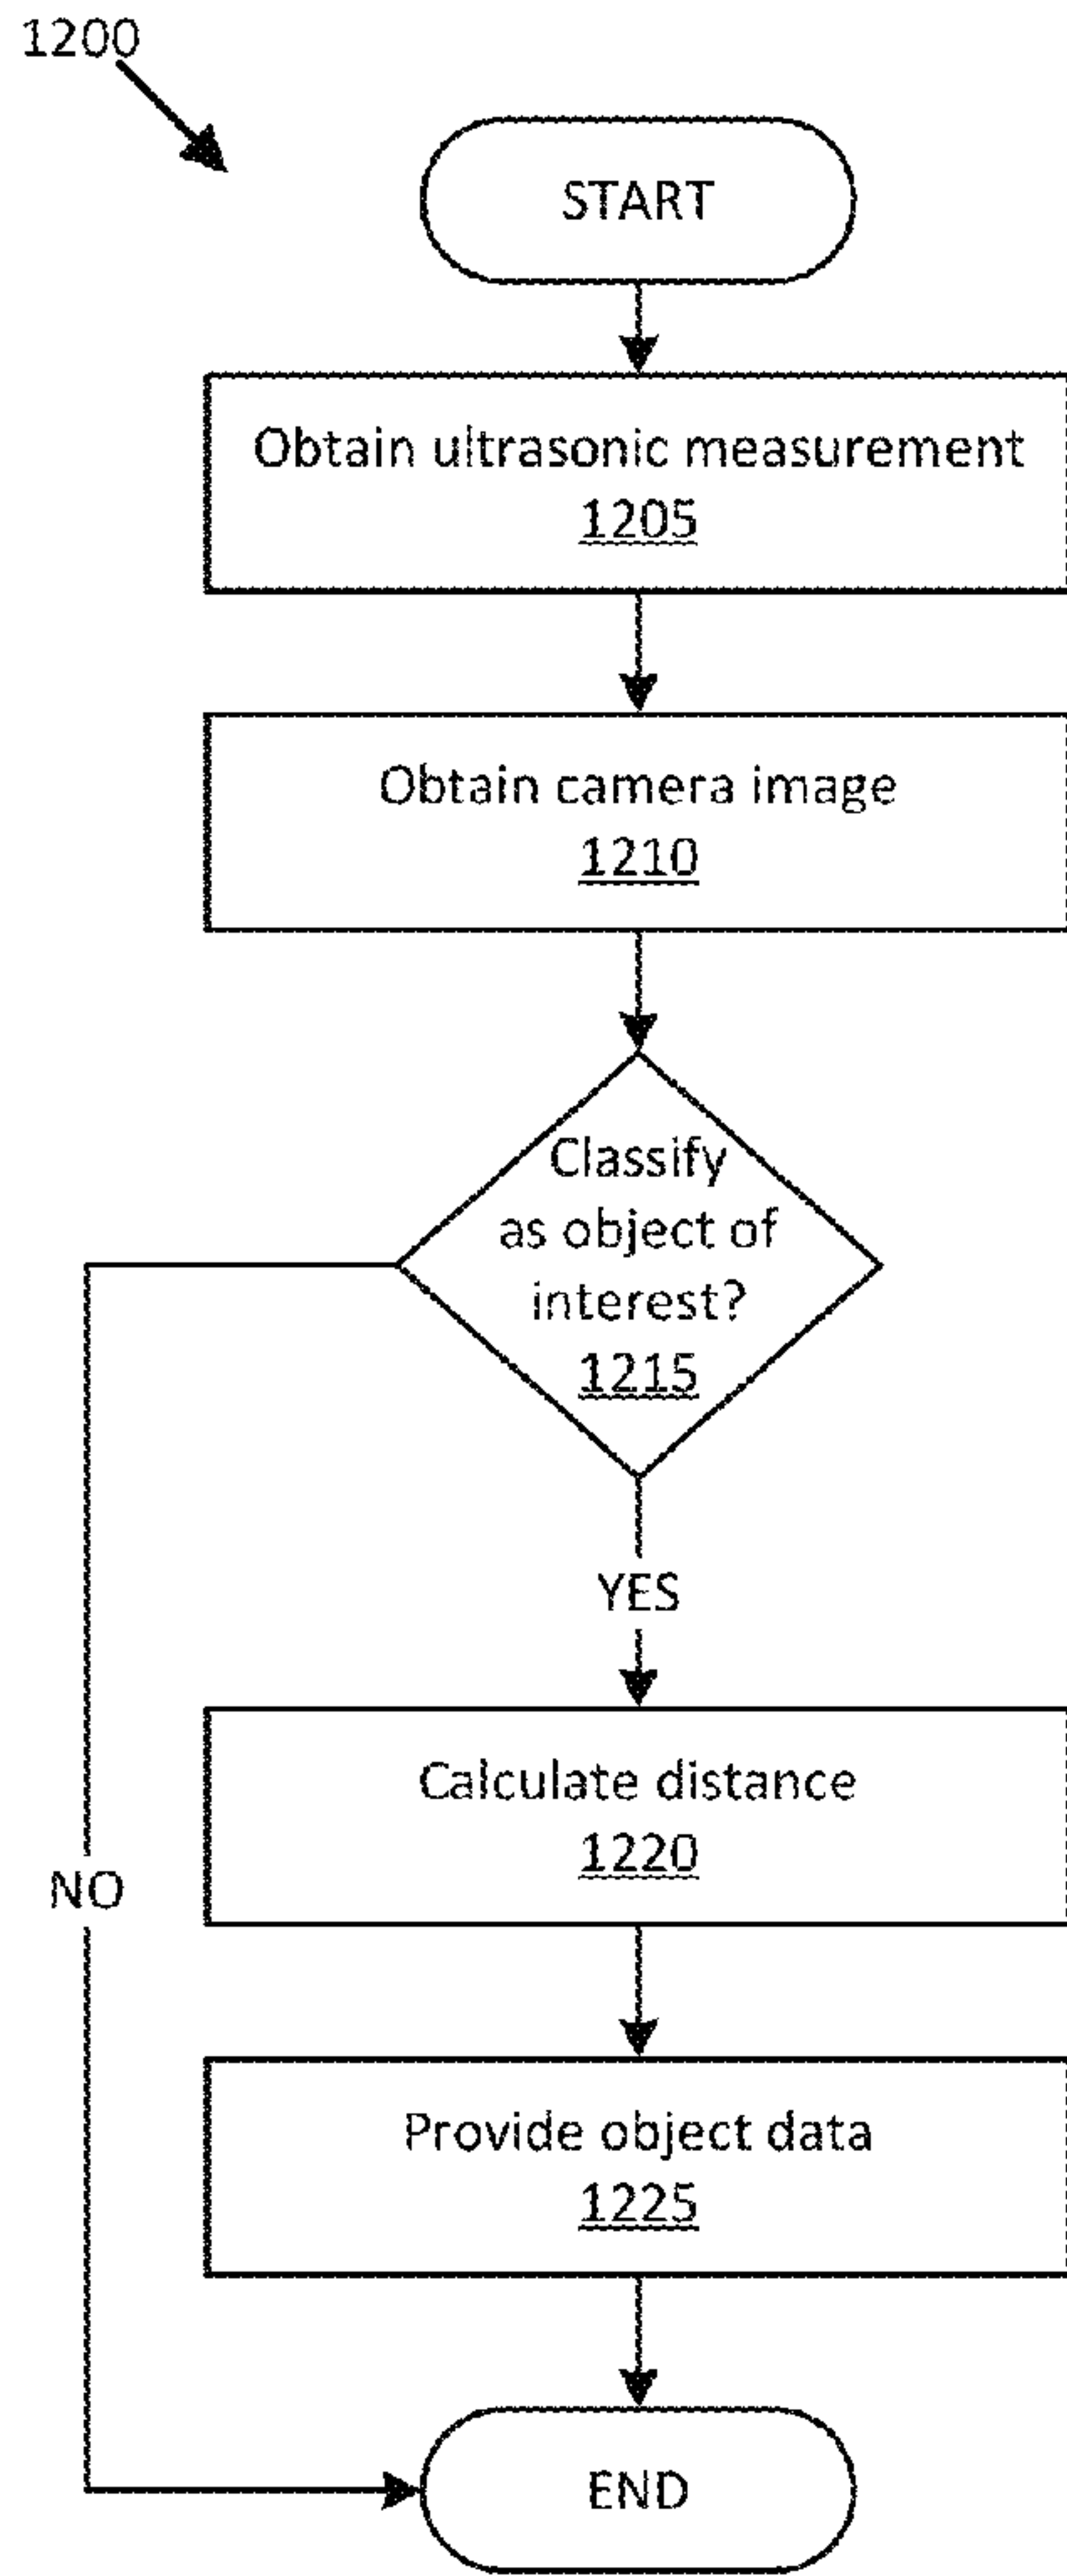 1200
START
Obtain ultrasonic measurement
1205
Obtain camera image
1210
Classify
as object of
interest?
1215
YES
Calculate distance
1220
NO
Provide object data
1225
END